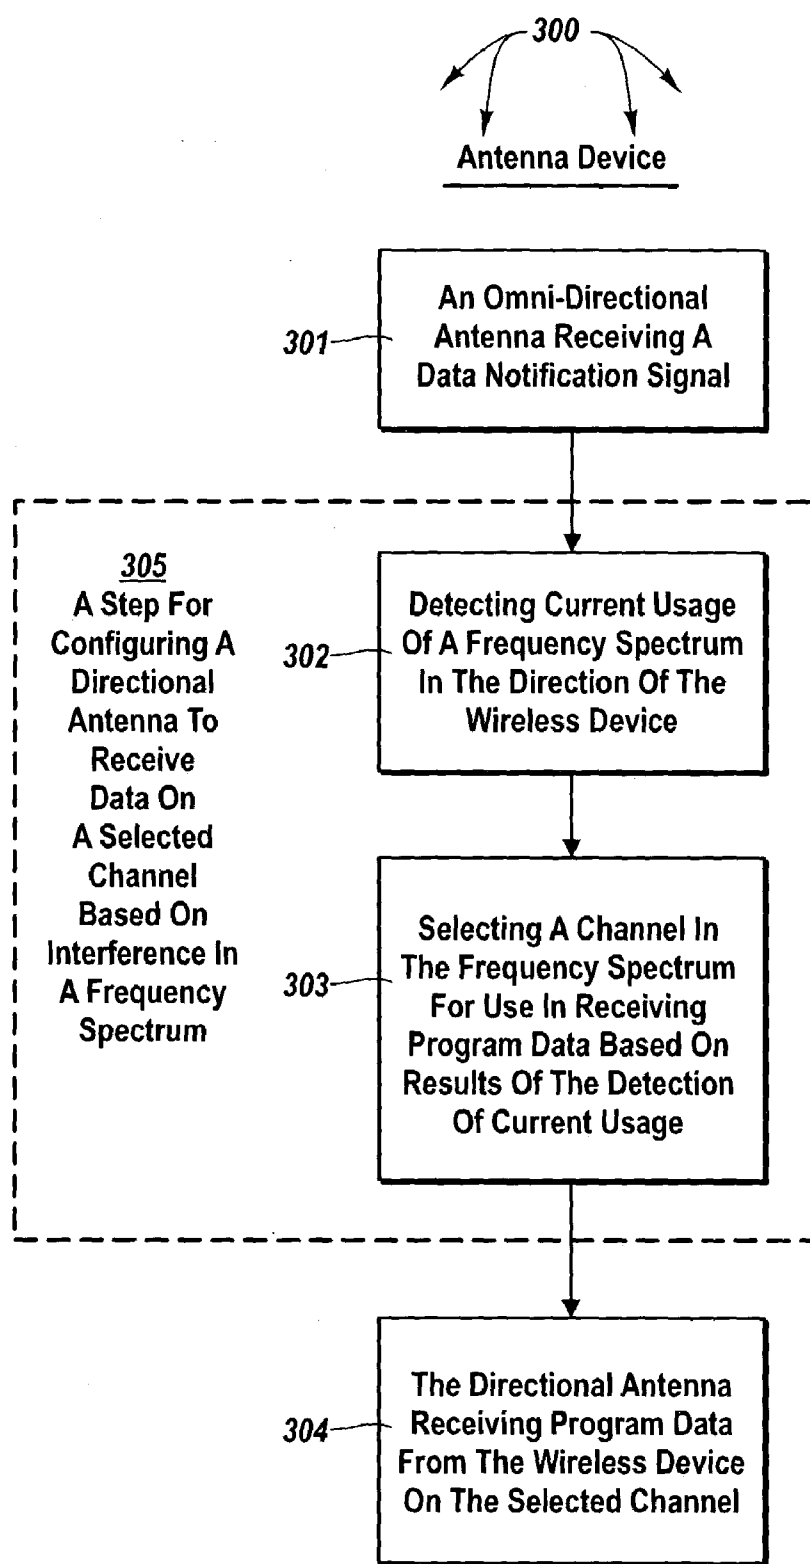 300
Antenna Device
301
An Omni-Directional
Antenna Receiving A
Data Notification Signal
305
A Step For
Configuring A
Directional
Antenna To
Receive
Data On
A Selected
Channel
Based On
Interference In
A Frequency
Spectrum
302
Detecting Current Usage
Of A Frequency Spectrum
In The Direction Of The
Wireless Device
303
Selecting A Channel In
The Frequency Spectrum
For Use In Receiving
Program Data Based On
Results Of The Detection
Of Current Usage
304
The Directional Antenna
Receiving Program Data
From The Wireless Device
On The Selected Channel